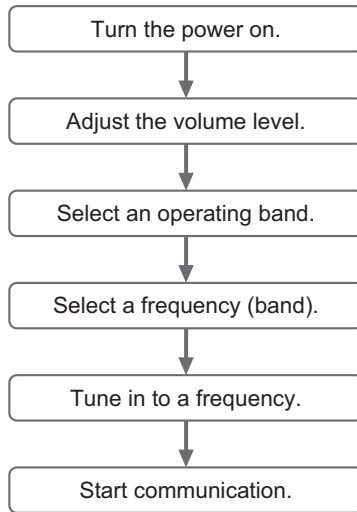 Turn the power on.
Adjust the volume level.
Select an operating band.
Select a frequency (band).
Tune in to a frequency.
Start communication.